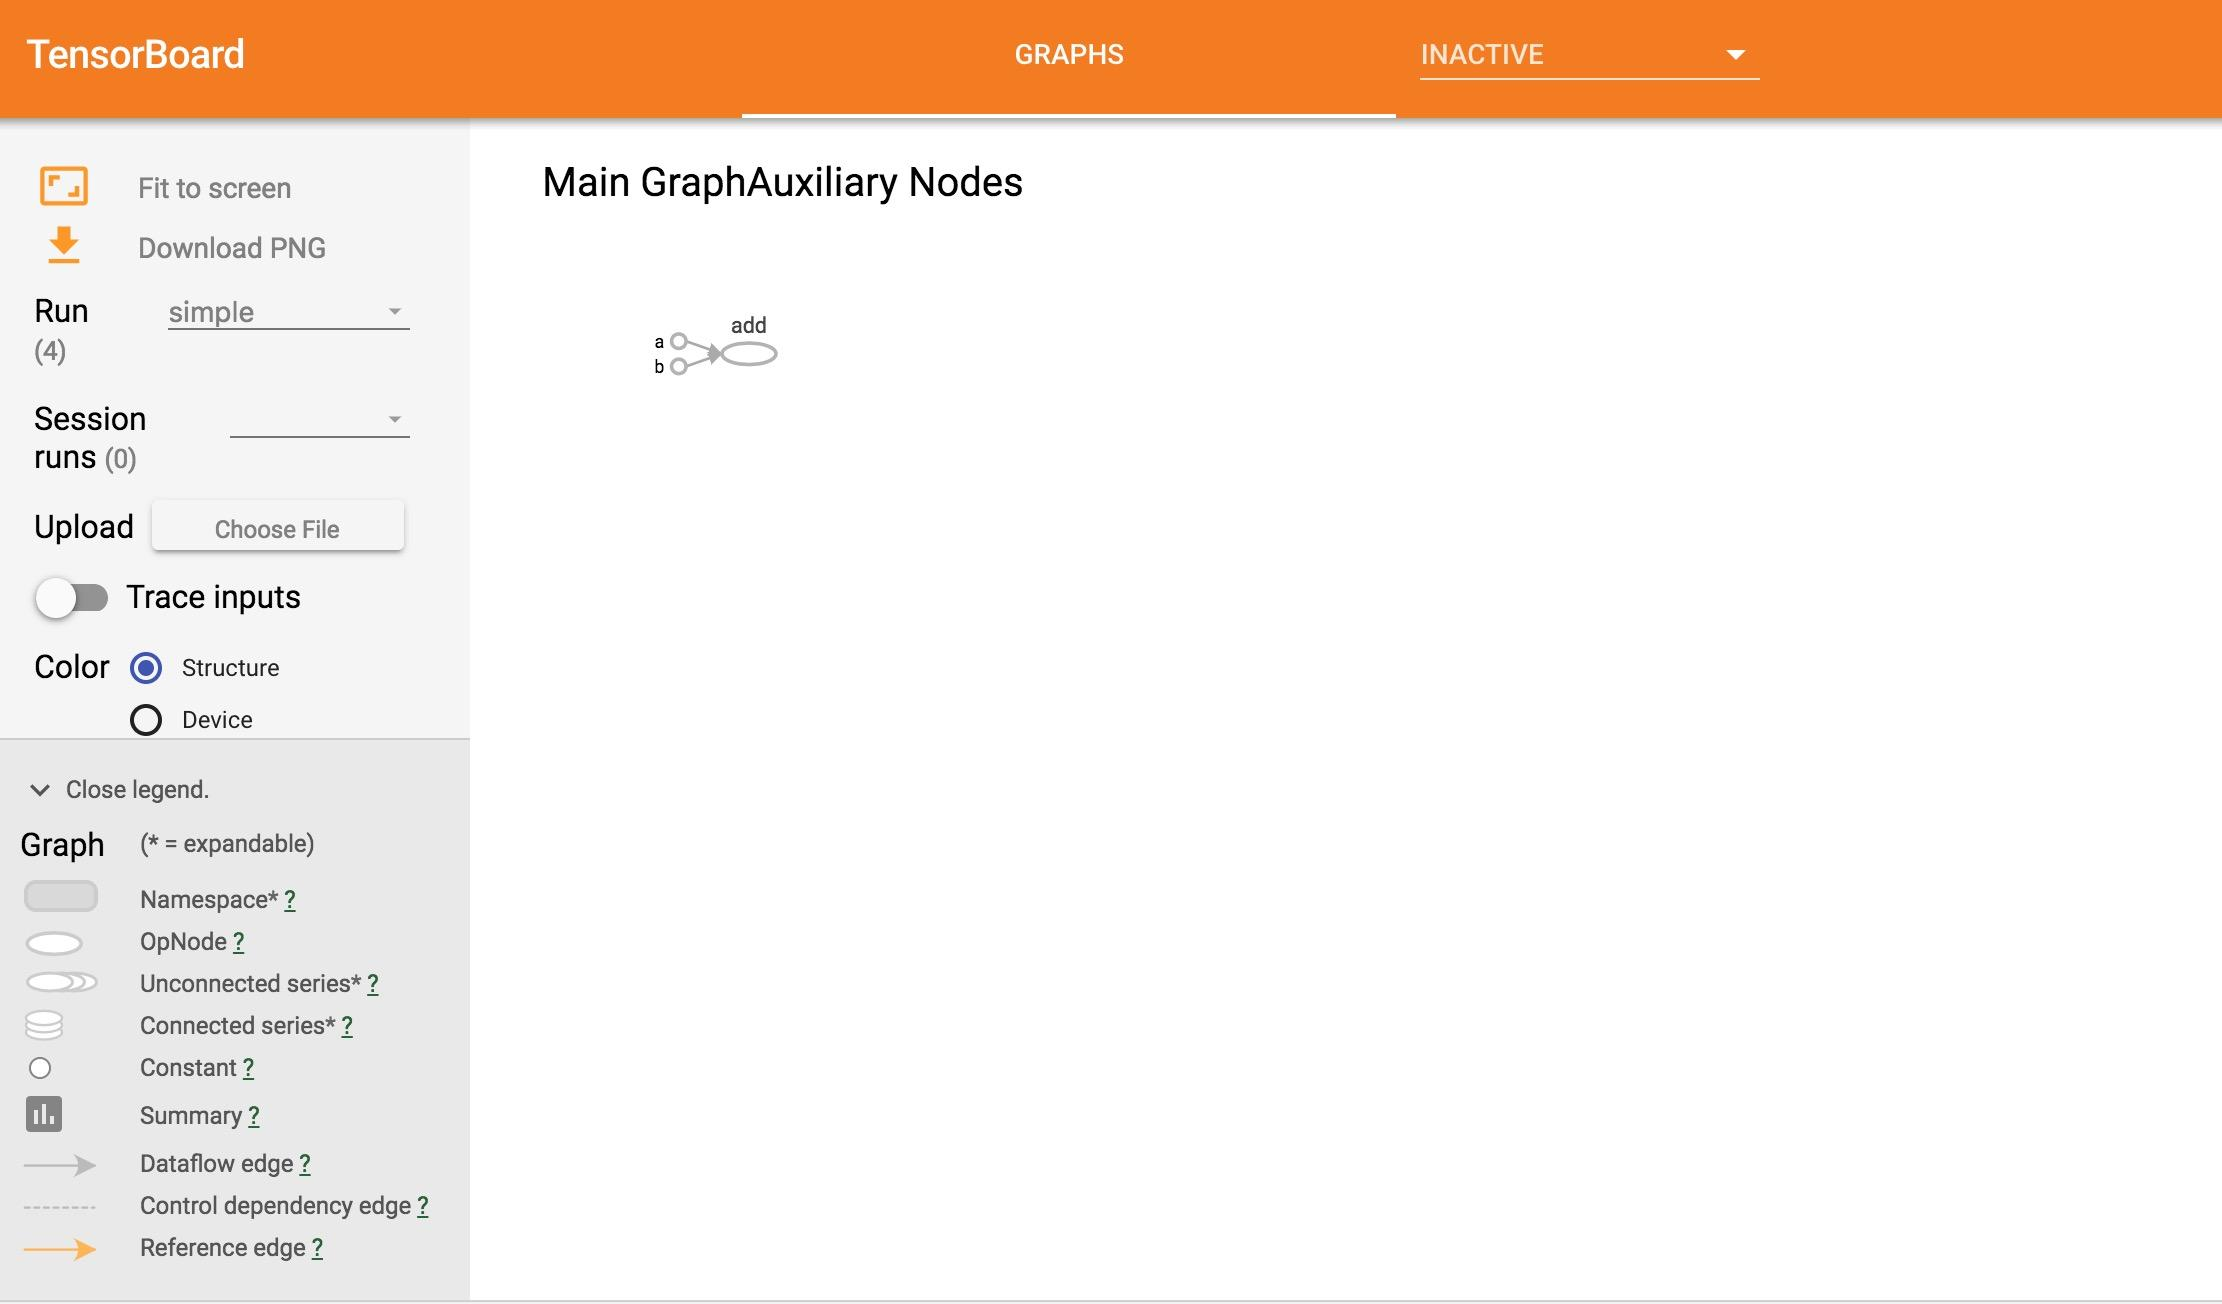 TensorBoard
GRAPHS
INACTIVE
Fit to screen
Download PNG
Run
(4)
simple
Session
runs (0)
Upload
Choose File
Trace inputs
Color
Structure
Device
Close legend.
Graph
(* = expandable)
Namespace* ?
OpNode ?
Unconnected series* ?
Connected series* ?
Constant ?
Summary ?
Dataflow edge ?
Control dependency edge ?
Reference edge ?
Main GraphAuxiliary Nodes
add
a
b